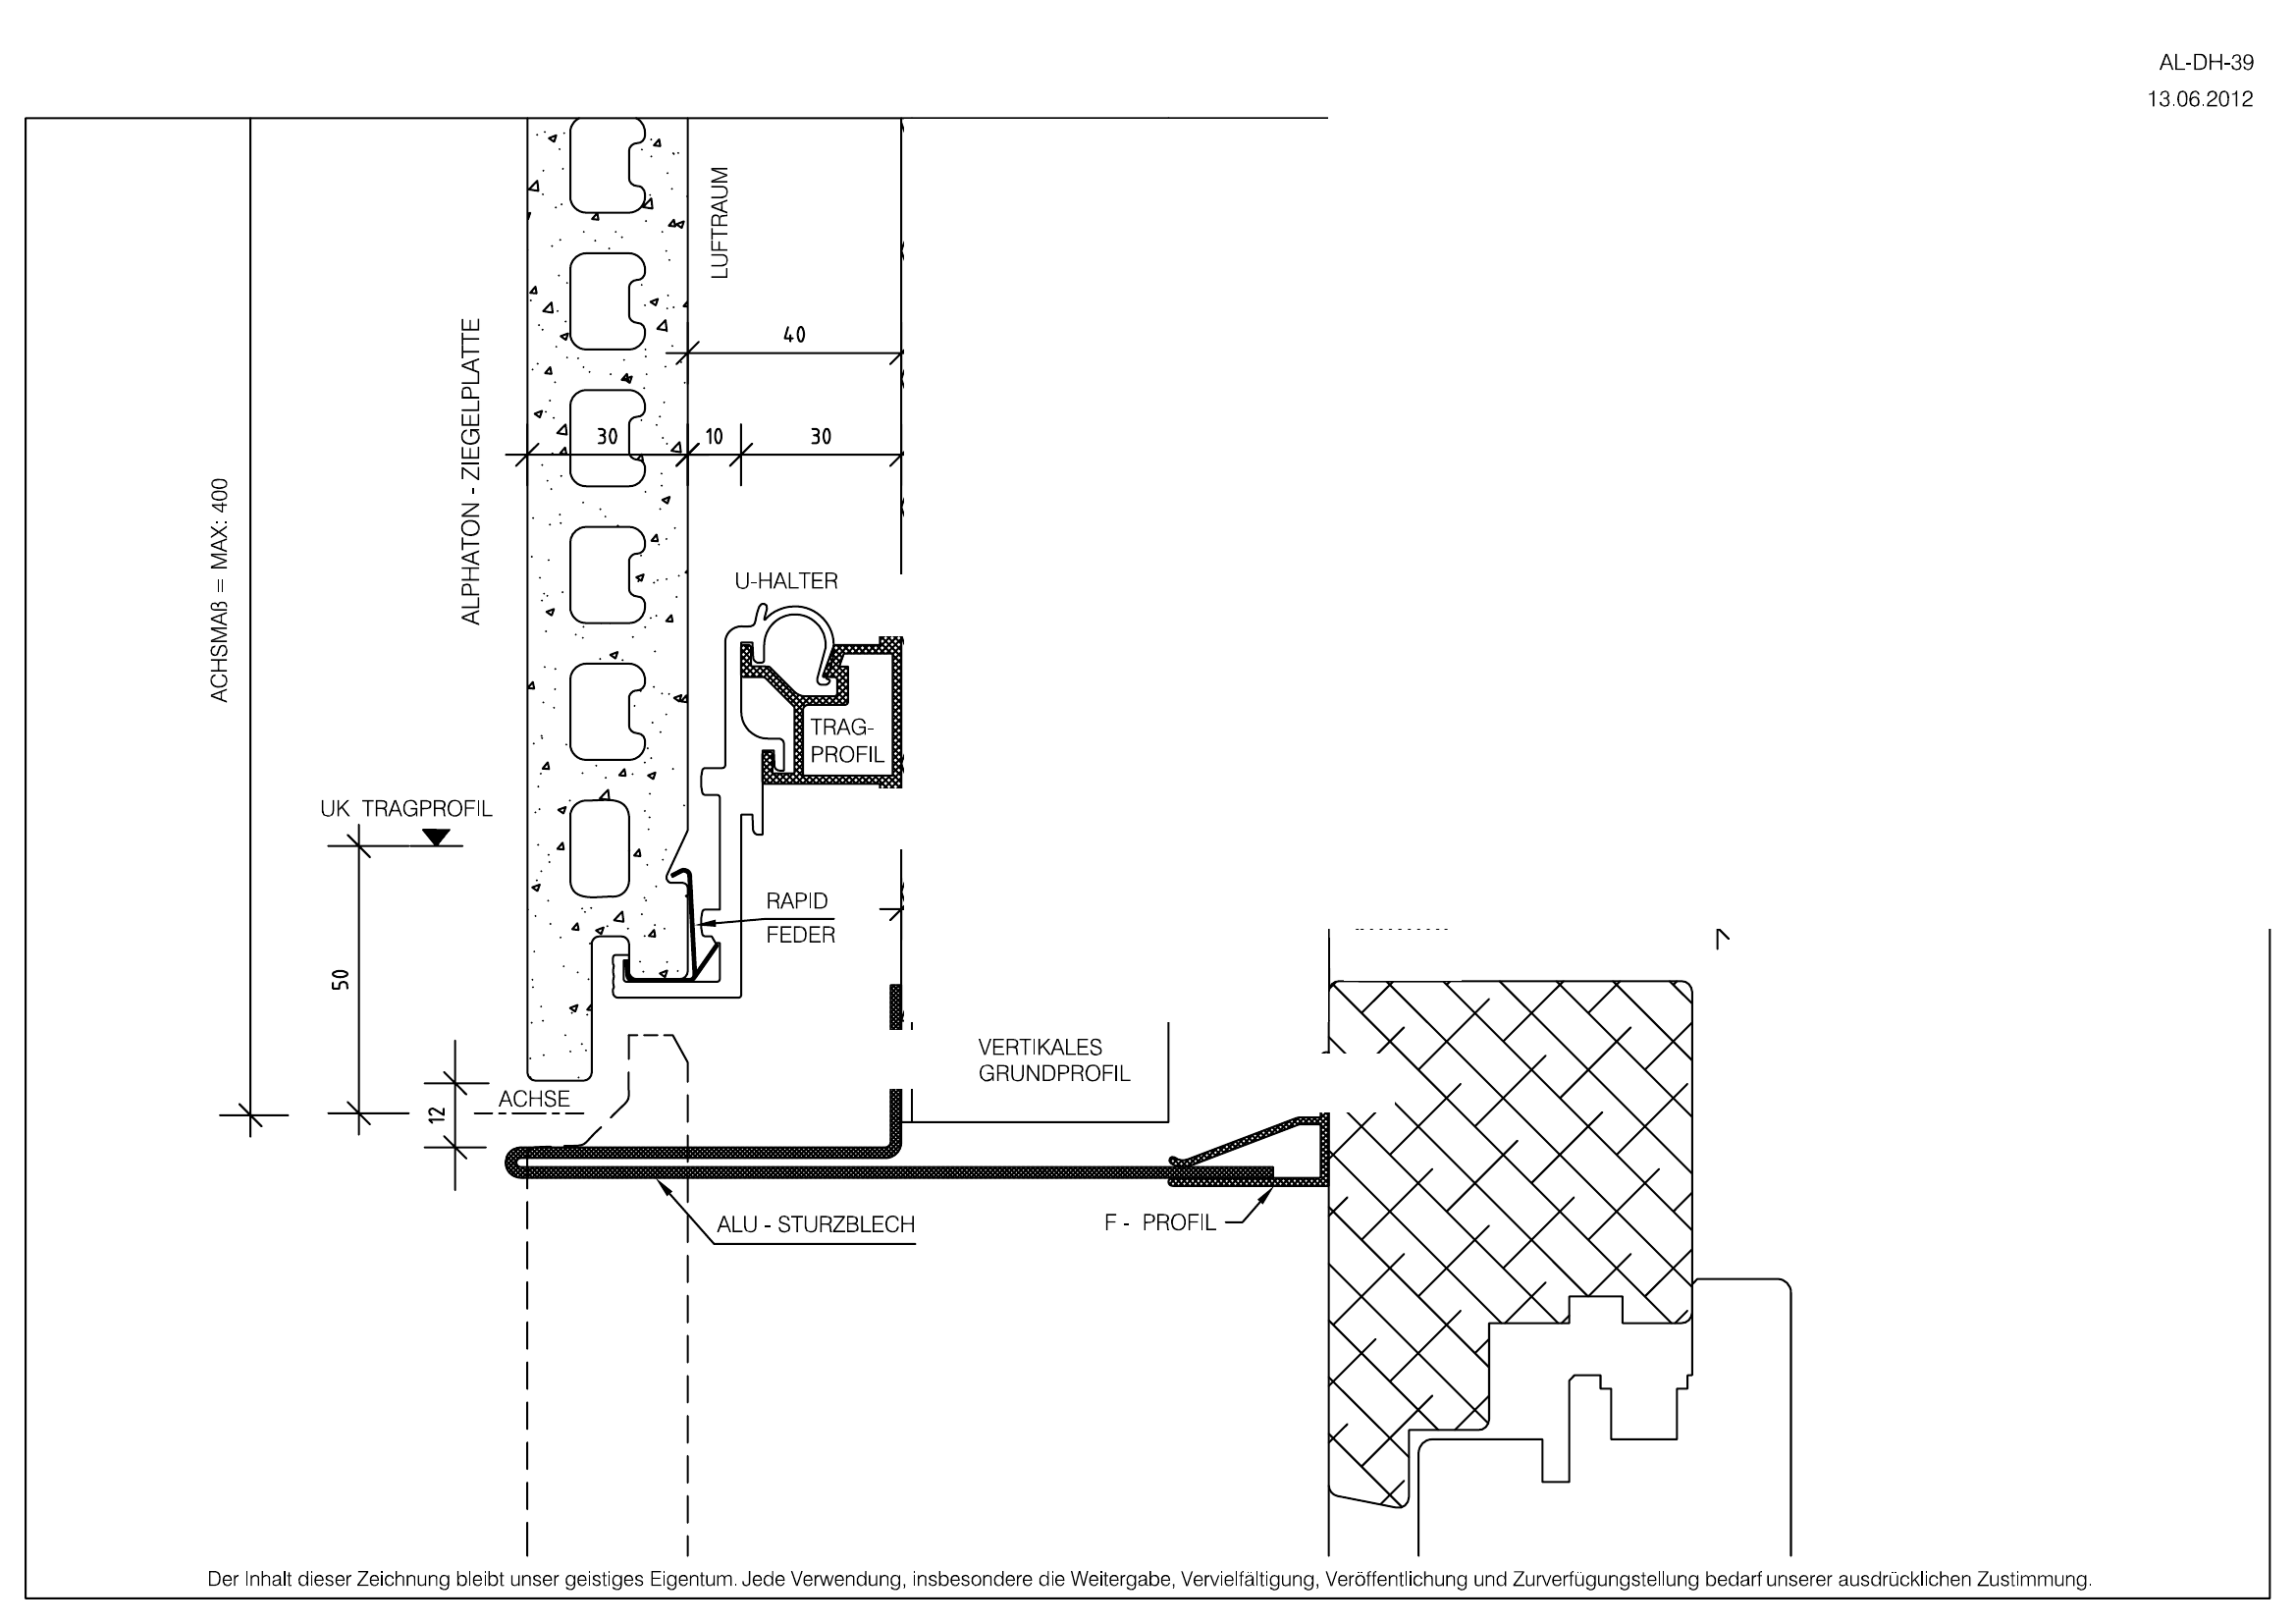 AL-DH-39
13.06.2012
LUFTRAUM
ALPHATON - ZIEGELPLATTE
ACHSMAß = MAX: 400
40
30
10
30
U-HALTER
TRAG-
PROFIL
UK TRAGPROFIL
RAPID
FEDER
50
VERTIKALES
GRUNDPROFIL
ACHSE
12
ALU - STURZBLECH
F - PROFIL
Der Inhalt dieser Zeichnung bleibt unser geistiges Eigentum. Jede Verwendung, insbesondere die Weitergabe, Vervielfältigung, Veröffentlichung und Zurverfügungstellung bedarf unserer ausdrücklichen Zustimmung.